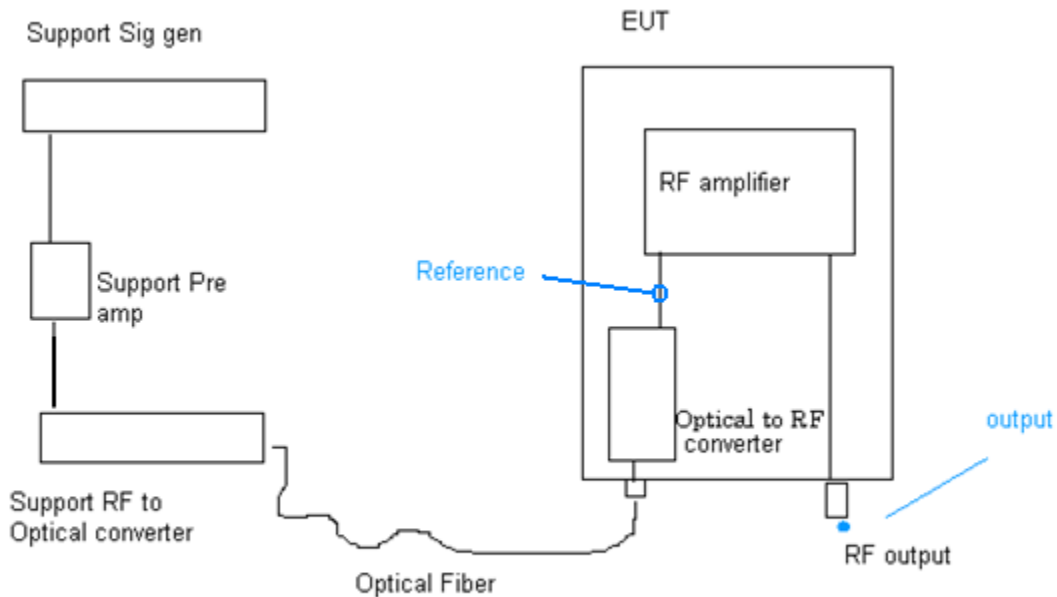 Support Sig gen
EUT
RF amplifier
Reference
Support Pre
amp
Optical to RF
converter
output
Support RF to
Optical converter
RF output
Optical Fiber